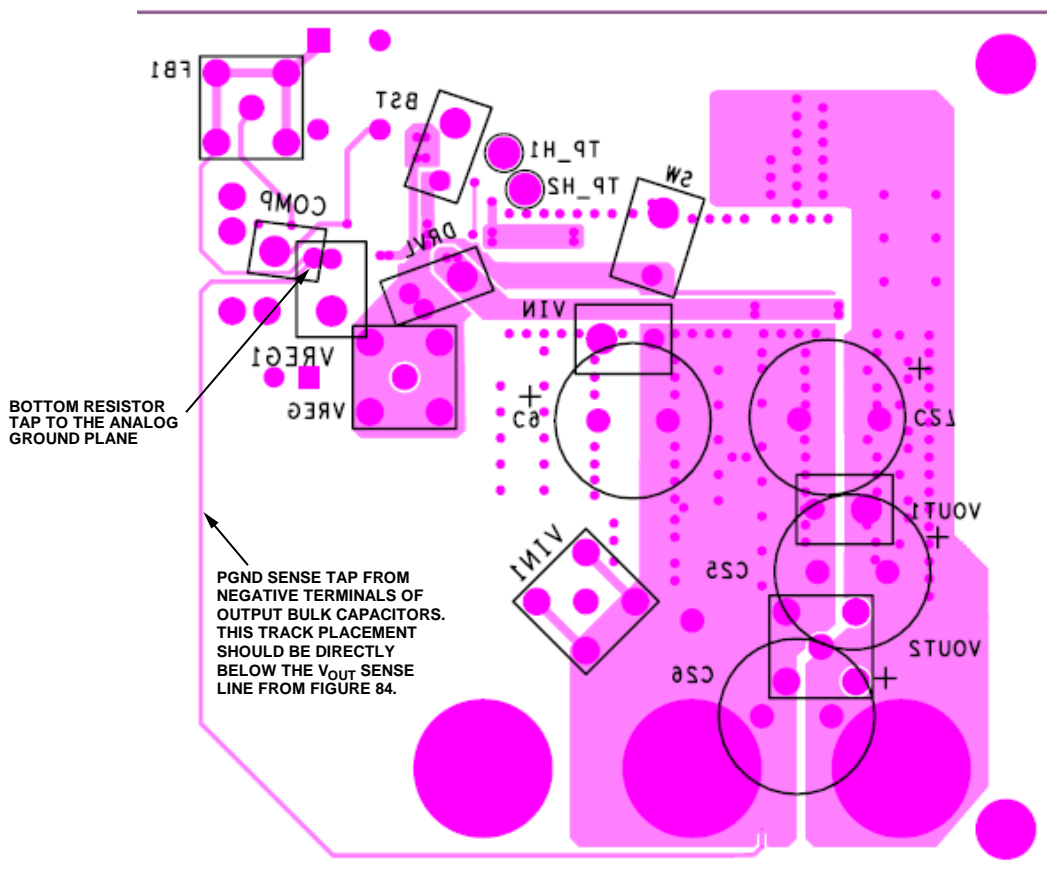 FB1
BST
TP_H1
TP_H2
SW
COMP
DRVL
VIN
VREG1
VREG
C6
C27
BOTTOM RESISTOR
TAP TO THE ANALOG
GROUND PLANE
VOUT1
VIN1
C25
PGND SENSE TAP FROM
NEGATIVE TERMINALS OF
OUTPUT BULK CAPACITORS.
THIS TRACK PLACEMENT
SHOULD BE DIRECTLY
BELOW THE VOUT SENSE
LINE FROM FIGURE 84.
VOUT2
C26